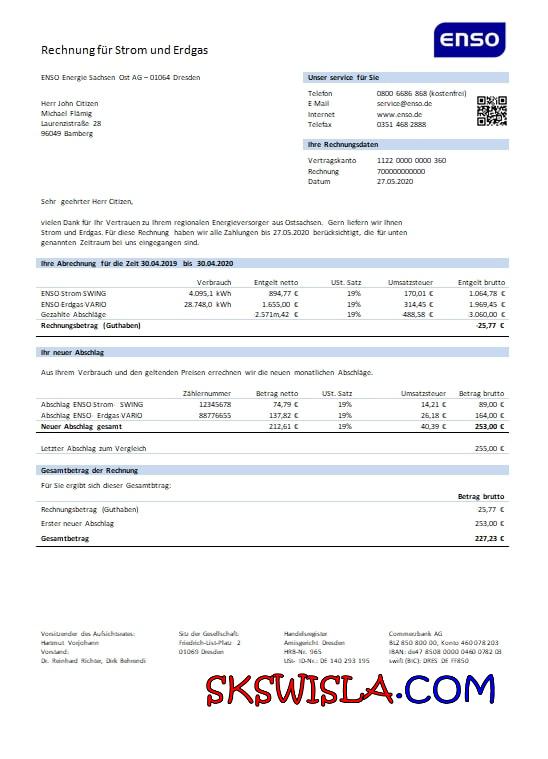 enso
Rechnung für Strom und Erdgas
ENSO Energie Sachsen Ost AG – 01064 Dresden
Unser service für Sie
Telefon 0800 6686 868 (kostenfrei)
E-Mail service@enso.de
Internet www.enso.de
Telefax 0351 468 2888
Herr John Citizen
Michael Flämig
Laurenzistraße 28
96049 Bamberg
Ihre Rechnungsdaten
Vertragskanto 1122 0000 0000 360
Rechnung 700000000000
Datum 27.05.2020
Sehr geehrter Herr Citizen,
vielen Dank für Ihr Vertrauen zu Ihrem regionalen Energieversorger aus Ostsachsen. Gern liefern wir Ihnen
Strom und Erdgas. Für diese Rechnung haben wir alle Zahlungen bis 27.05.2020 berücksichtigt, die für unten
genannten Zeitraum bei uns eingegangen sind.
Ihre Abrechnung für die Zeit 30.04.2019 bis 30.04.2020
Verbrauch Entgelt netto USt. Satz Umsatzsteuer Entgelt brutto
ENSO Strom SWING 4.095,1 kWh 894,77 € 19% 170,01 € 1.064,78 €
ENSO Erdgas VARIO 28.748,0 kWh 1.655,00 € 19% 314,45 € 1.969,45 €
Gezahlte Abschläge 2.571m,42 € 19% 488,58 € 3.060,00 €
Rechnungsbetrag (Guthaben) -25,77 €
Ihr neuer Abschlag
Aus Ihrem Verbrauch und den geltenden Preisen errechnen wir die neuen monatlichen Abschläge.
Zählernummer Betrag netto USt. Satz Umsatzsteuer Betrag brutto
Abschlag ENSO Strom SWING 12345678 74,79 € 19% 14,21 € 89,00 €
Abschlag ENSO Erdgas VARIO 88776655 137,82 € 19% 26,18 € 164,00 €
Neuer Abschlag gesamt 212,61 € 19% 40,39 € 253,00 €
Letzter Abschlag zum Vergleich 255,00 €
Gesamtbetrag der Rechnung
Für Sie ergibt sich dieser Gesamtbtrag:
Betrag brutto
Rechnungsbetrag (Guthaben) 25,77 €
Erster neuer Abschlag 253,00 €
Gesamtbetrag 227,23 €
Vorsitzender des Aufsichtsrates: Sitz der Gesellschaft: Handelsregister Commerzbank AG
Hartmut Vorjohann Friedrich-List-Platz 2 Amtsgericht Dresden BLZ 850 800 00, Konto 460 078 203
Vorstand: 01069 Dresden HRB-Nr. 965 IBAN: de47 8508 0000 0460 0782 03
Dr. Reinhard Richter, Dirk Behrendi USt- ID-Nr.: DE 140 293 195 swift (BIC): DRES DE FF850
SKSWISLA.COM